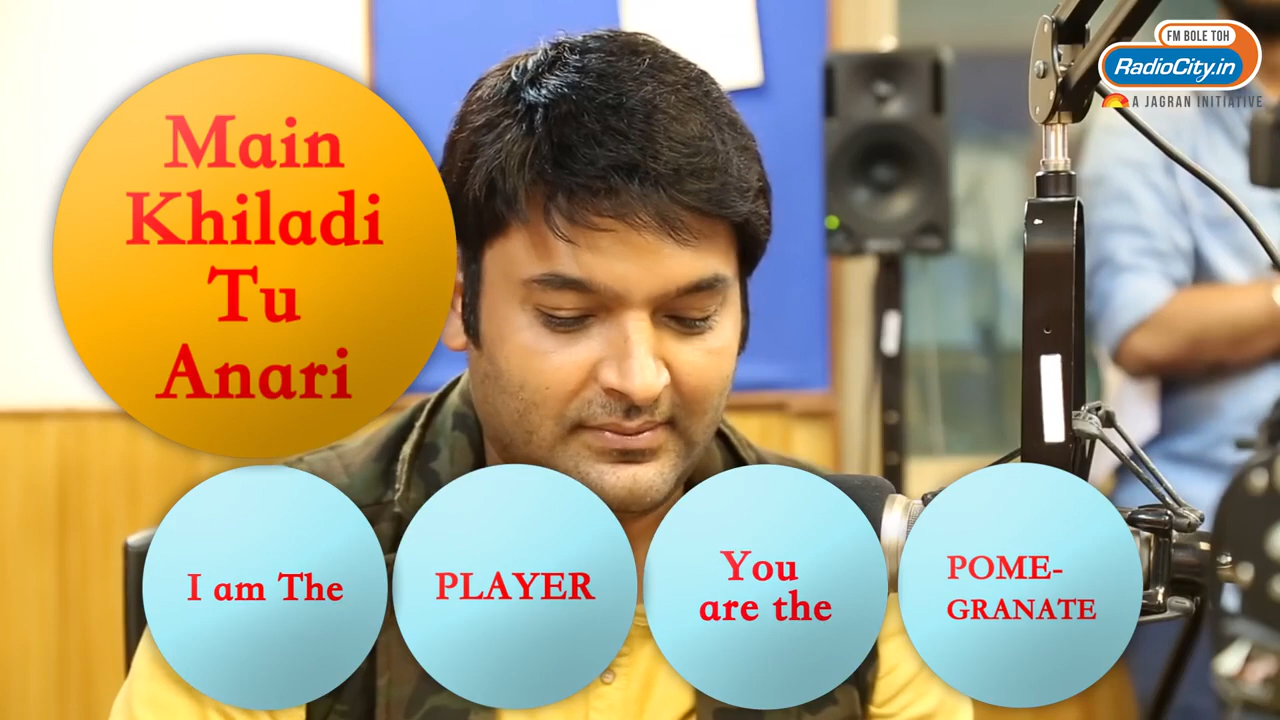 FM BOLE TOH
RadioCity.in
A JAGRAN INITIATIVE
Main
Khiladi
Tu
Anari
I am The
PLAYER
You
are the
POME-
GRANATE